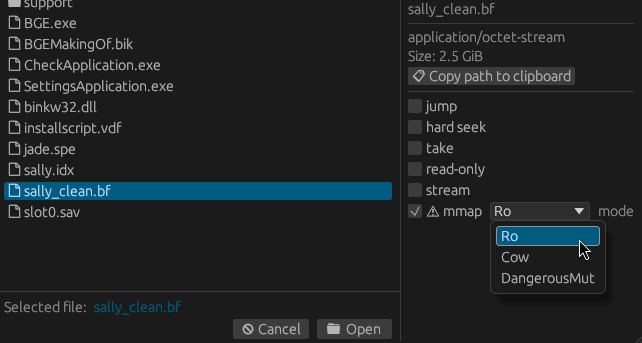 support
BGE.exe
BGEMakingOf.bik
CheckApplication.exe
SettingsApplication.exe
binkw32.dll
installscript.vdf
jade.spe
sally.idx
sally_clean.bf
slot0.sav
Selected file: sally_clean.bf
Cancel
Open
sally_clean.bf
application/octet-stream
Size: 2.5 GiB
Copy path to clipboard
jump
hard seek
take
read-only
stream
mmap Ro mode
Ro
Cow
DangerousMut